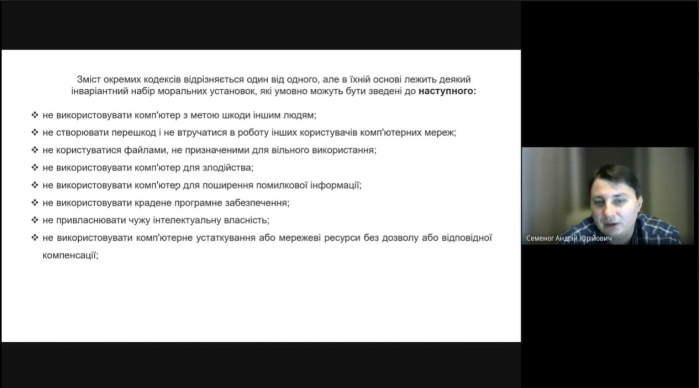 Зміст окремих кодексів відрізняється один від одного, але в їхній основі лежить деякий
інваріантний набір моральних установок, які умовно можуть бути зведені до наступного:
❖ не використовувати комп'ютер з метою шкоди іншим людям;
❖ не створювати перешкод і не втручатися в роботу інших користувачів комп'ютерних мереж;
❖ не користуватися файлами, не призначеними для вільного використання;
❖ не використовувати комп'ютер для злодійства;
❖ не використовувати комп'ютер для поширення помилкової інформації;
❖ не використовувати крадене програмне забезпечення;
❖ не привласнювати чужу інтелектуальну власність;
❖ не використовувати комп'ютерне устаткування або мережеві ресурси без дозволу або відповідної
компенсації;
Семеног Андрій Юрійович